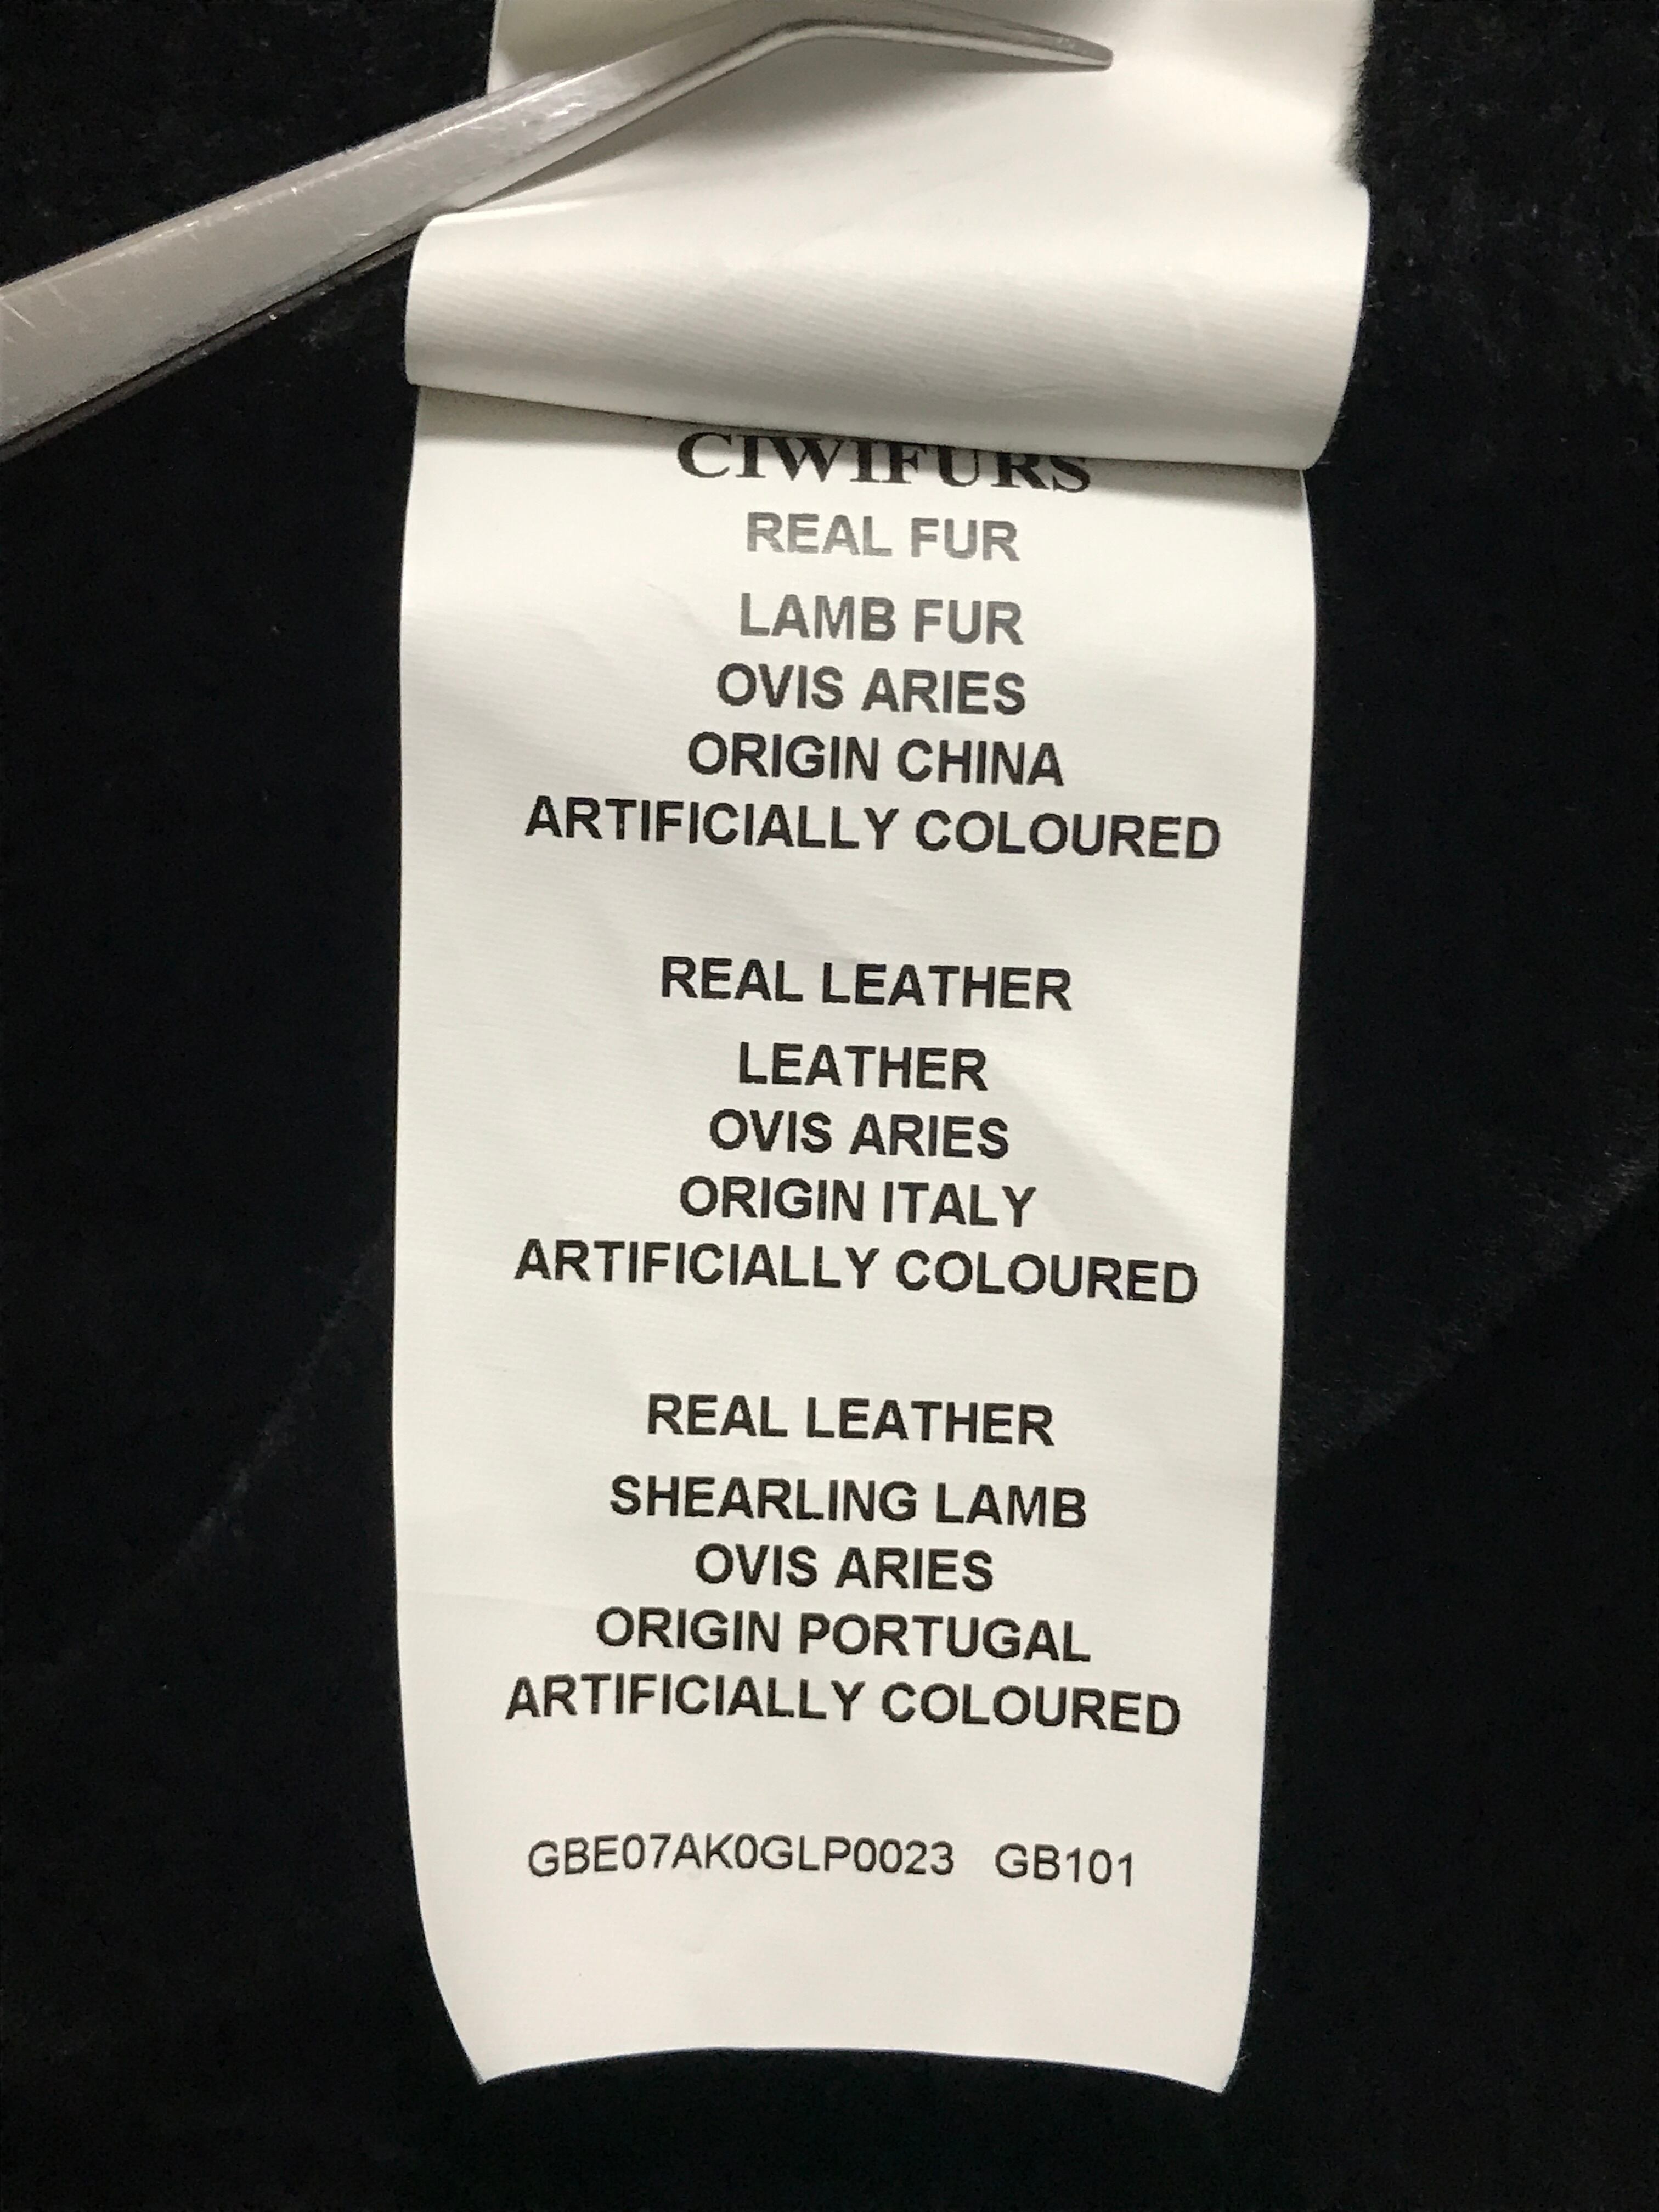 CIWIFURS
REAL FUR
LAMB FUR
OVIS ARIES
ORIGIN CHINA
ARTIFICIALLY COLOURED
REAL LEATHER
LEATHER
OVIS ARIES
ORIGIN ITALY
ARTIFICIALLY COLOURED
REAL LEATHER
SHEARLING LAMB
OVIS ARIES
ORIGIN PORTUGAL
ARTIFICIALLY COLOURED
GBE07AK0GLP0023 GB101